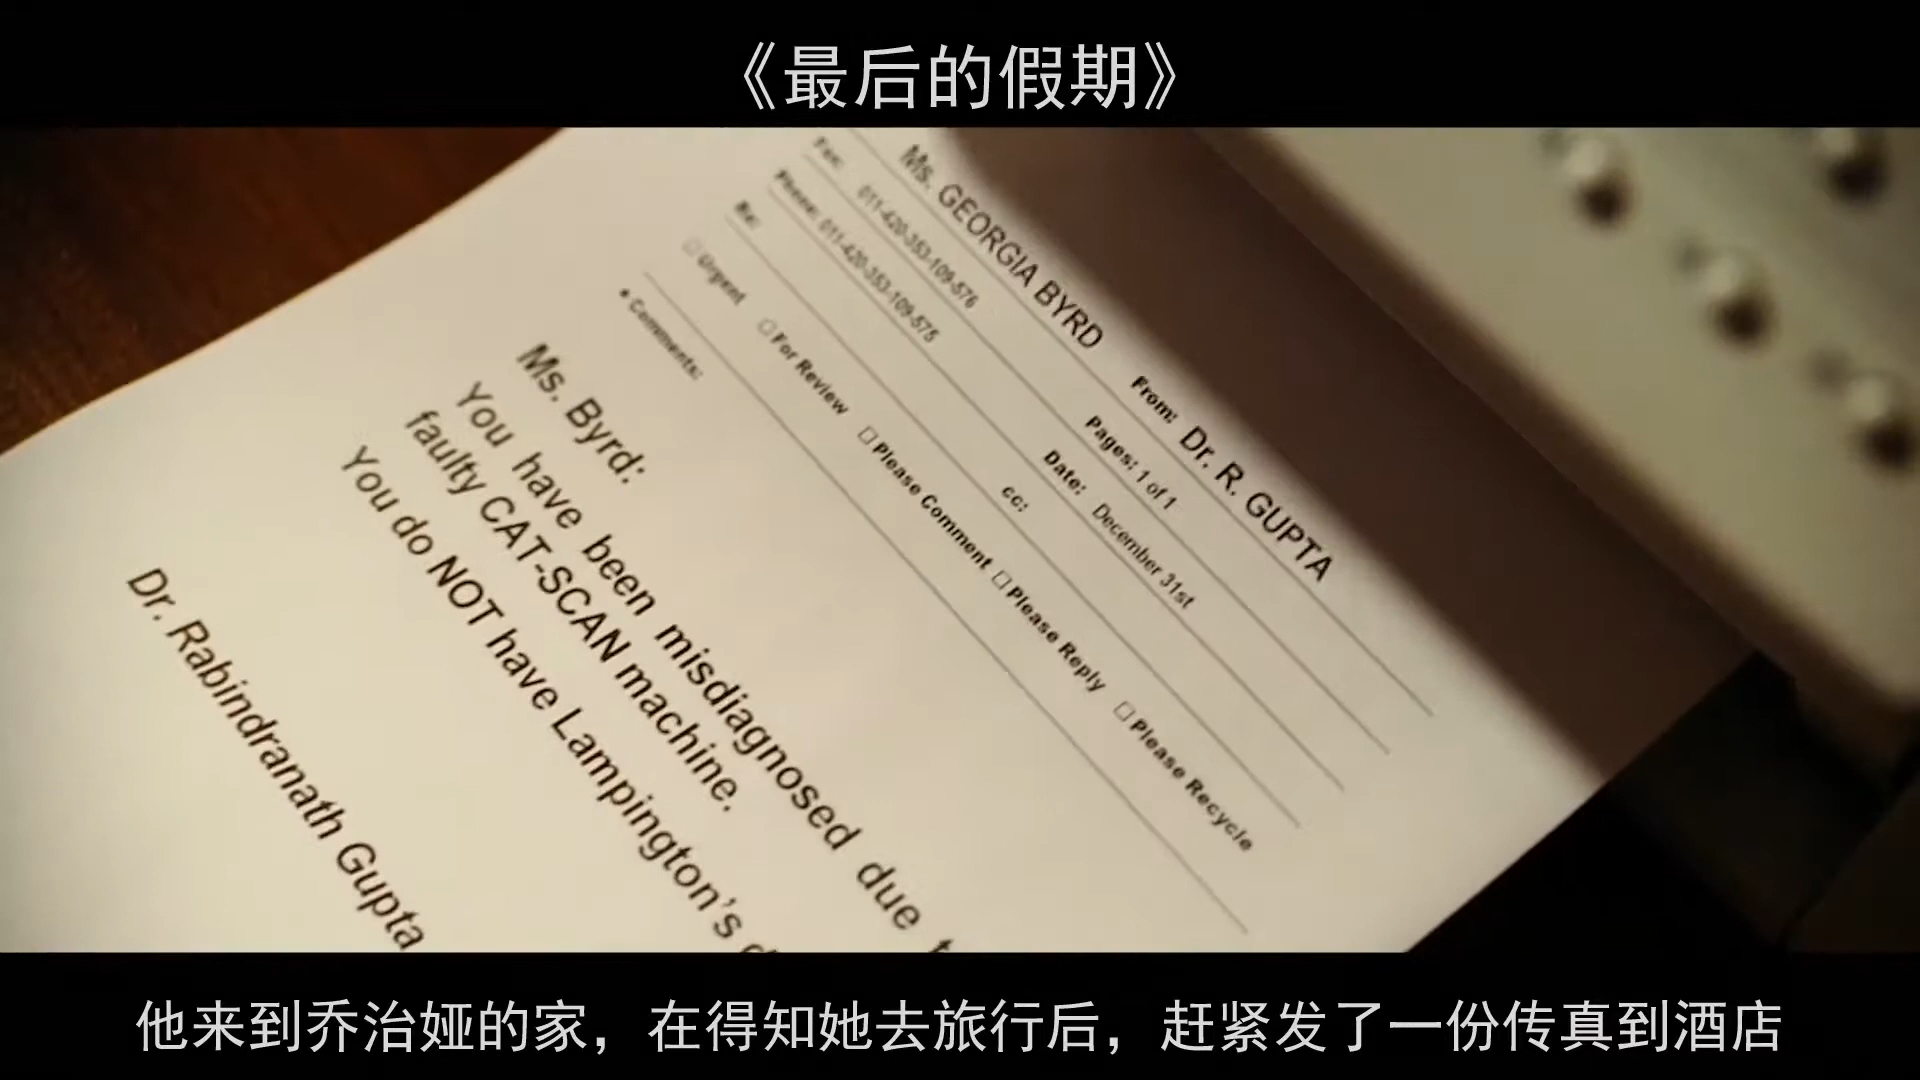 《最后的假期》
Ms. GEORGIA BYRD From: Dr. R. GUPTA
Fax: 011-420-353-109-576 Pages: 1 of 1
Phone: 011-420-353-109-575 Date: December 31st
Re: cc:
□ Urgent □ For Review □ Please Comment □ Please Reply □ Please Recycle
• Comments:
Ms. Byrd:
You have been misdiagnosed due
faulty CAT-SCAN machine.
You do NOT have Lampington's
Dr. Rabindranath Gupta
他来到乔治娅的家，在得知她去旅行后，赶紧发了一份传真到酒店